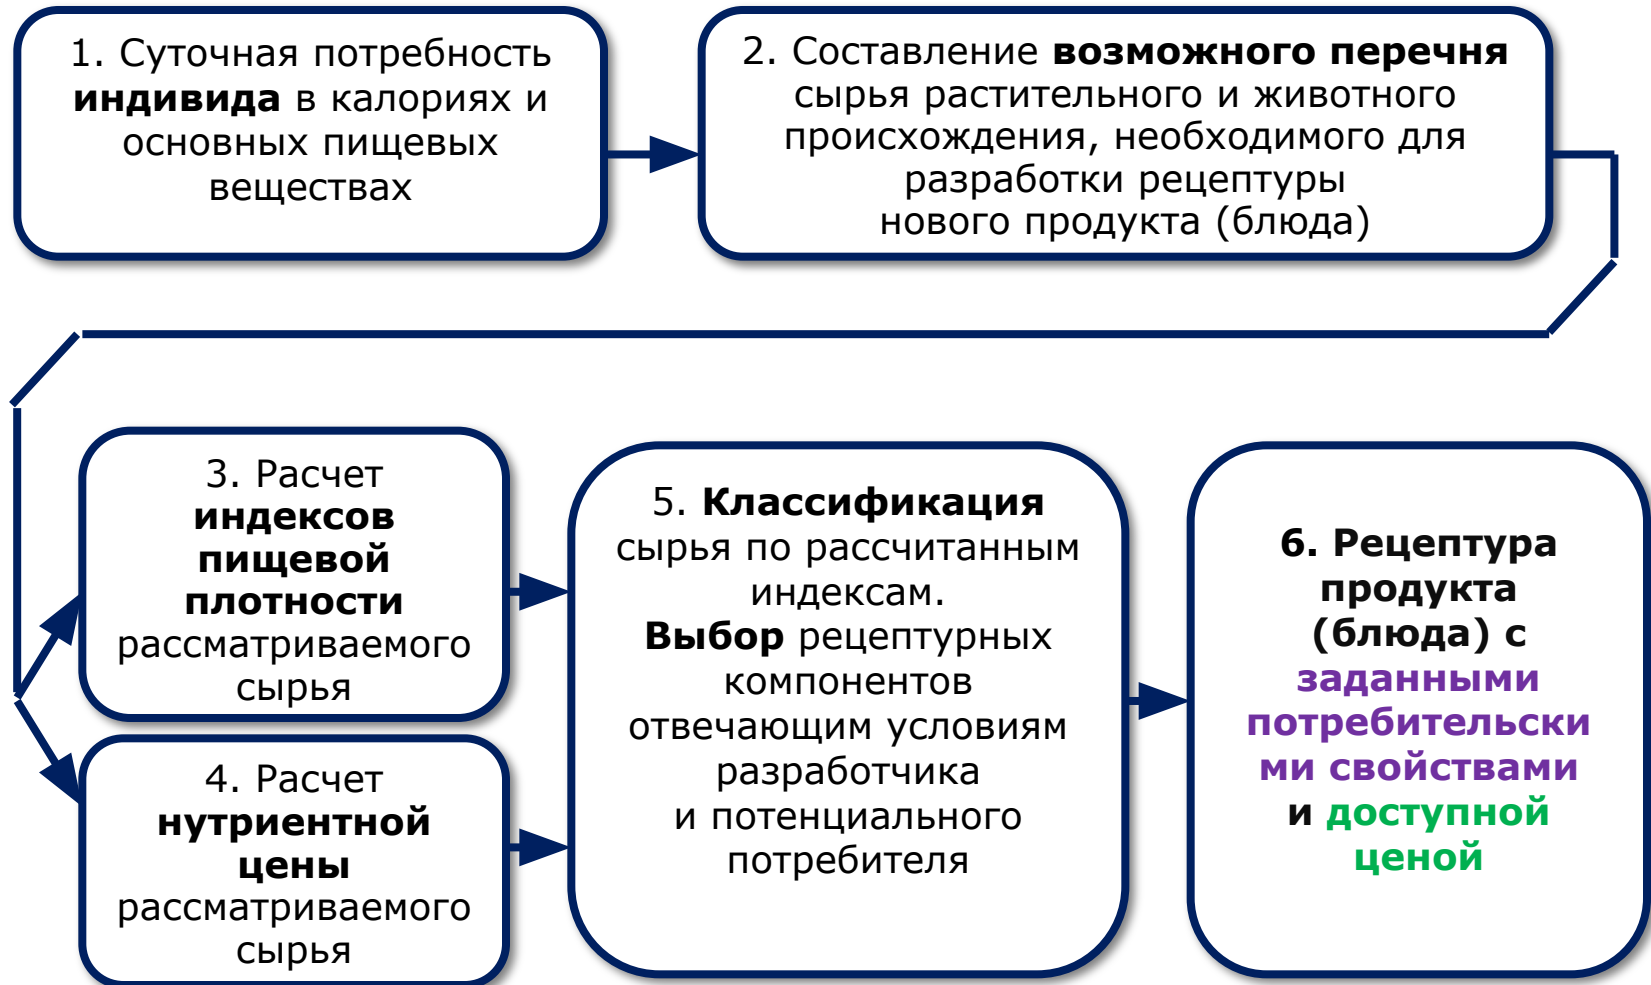 1. Суточная потребность
индивида в калориях и
основных пищевых
веществах
2. Составление возможного перечня
сырья растительного и животного
происхождения, необходимого для
разработки рецептуры
нового продукта (блюда)
3. Расчет
индексов
пищевой
плотности
рассматриваемого
сырья
4. Расчет
нутриентной
цены
рассматриваемого
сырья
5. Классификация
сырья по рассчитанным
индексам.
Выбор рецептурных
компонентов
отвечающим условиям
разработчика
и потенциального
потребителя
6. Рецептура
продукта
(блюда) с
заданными
потребительски
ми свойствами
и доступной
ценой